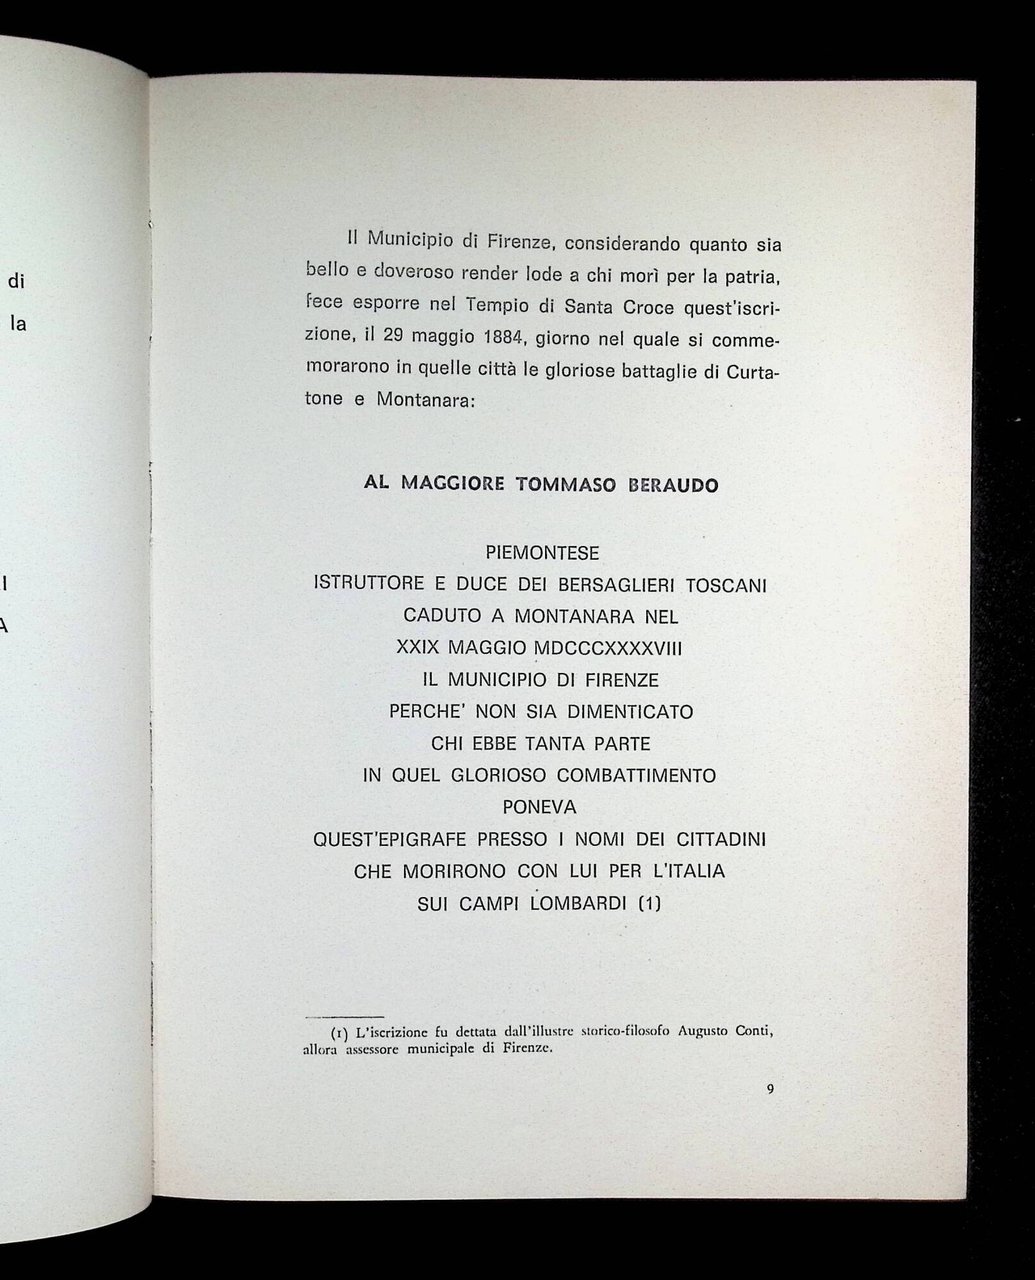 di
la
I
A
Il Municipio di Firenze, considerando quanto sia
bello e doveroso render lode a chi morì per la patria,
fece esporre nel Tempio di Santa Croce quest'iscri-
zione, il 29 maggio 1884, giorno nel quale si comme-
morarono in quelle città le gloriose battaglie di Curta-
tone e Montanara:
AL MAGGIORE TOMMASO BERAUDO
PIEMONTESE
ISTRUTTORE E DUCE DEI BERSAGLIERI TOSCANI
CADUTO A MONTANARA NEL
XXIX MAGGIO MDCCCXXXXVIII
IL MUNICIPIO DI FIRENZE
PERCHE' NON SIA DIMENTICATO
CHI EBBE TANTA PARTE
IN QUEL GLORIOSO COMBATTIMENTO
PONEVA
QUEST'EPIGRAFE PRESSO I NOMI DEI CITTADINI
CHE MORIRONO CON LUI PER L'ITALIA
SUI CAMPI LOMBARDI (1)
(1) L'iscrizione fu dettata dall'illustre storico-filosofo Augusto Conti,
allora assessore municipale di Firenze.
9